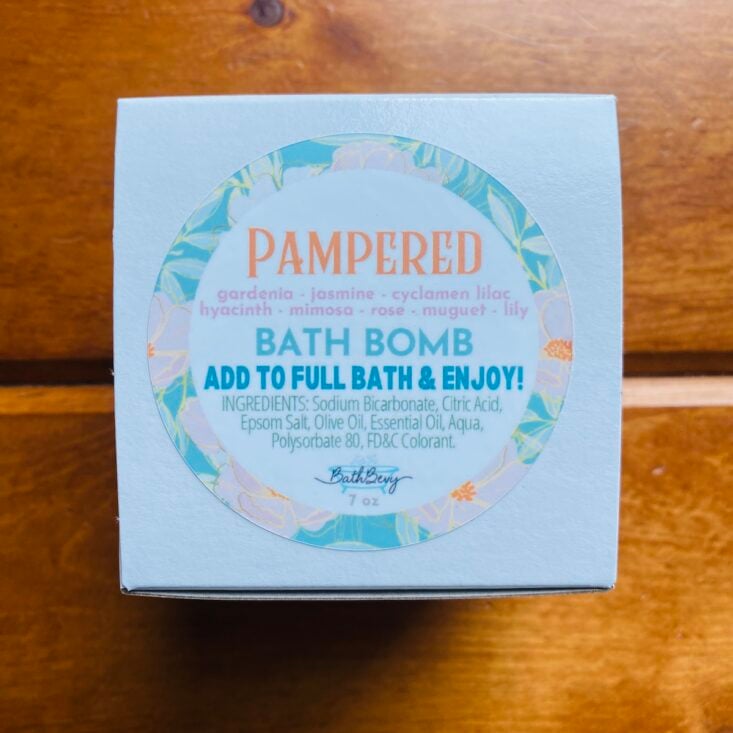 PAMPERED
gardenia - jasmine - cyclamen lilac
hyacinth - mimosa - rose - muguet - lily
BATH BOMB
ADD TO FULL BATH & ENJOY!
INGREDIENTS: Sodium Bicarbonate, Citric Acid,
Epsom Salt, Olive Oil, Essential Oil, Aqua,
Polysorbate 80, FD&C Colorant.
BathBevy
7 oz